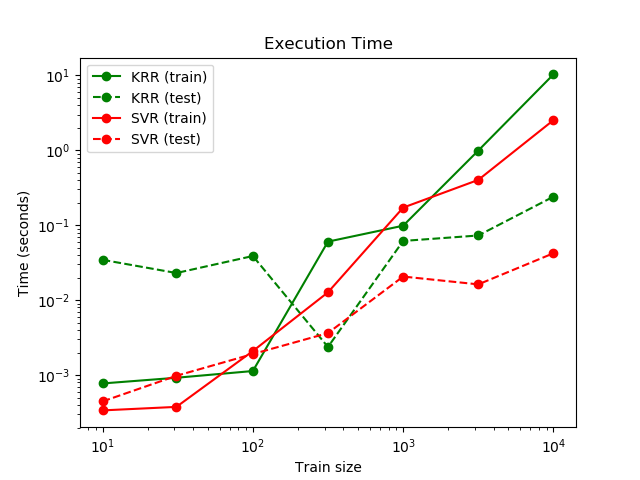 Execution Time
KRR (train)
KRR (test)
SVR (train)
SVR (test)
Time (seconds)
10¹
10⁰
10⁻¹
10⁻²
10⁻³
10¹ 10² 10³ 10⁴
Train size